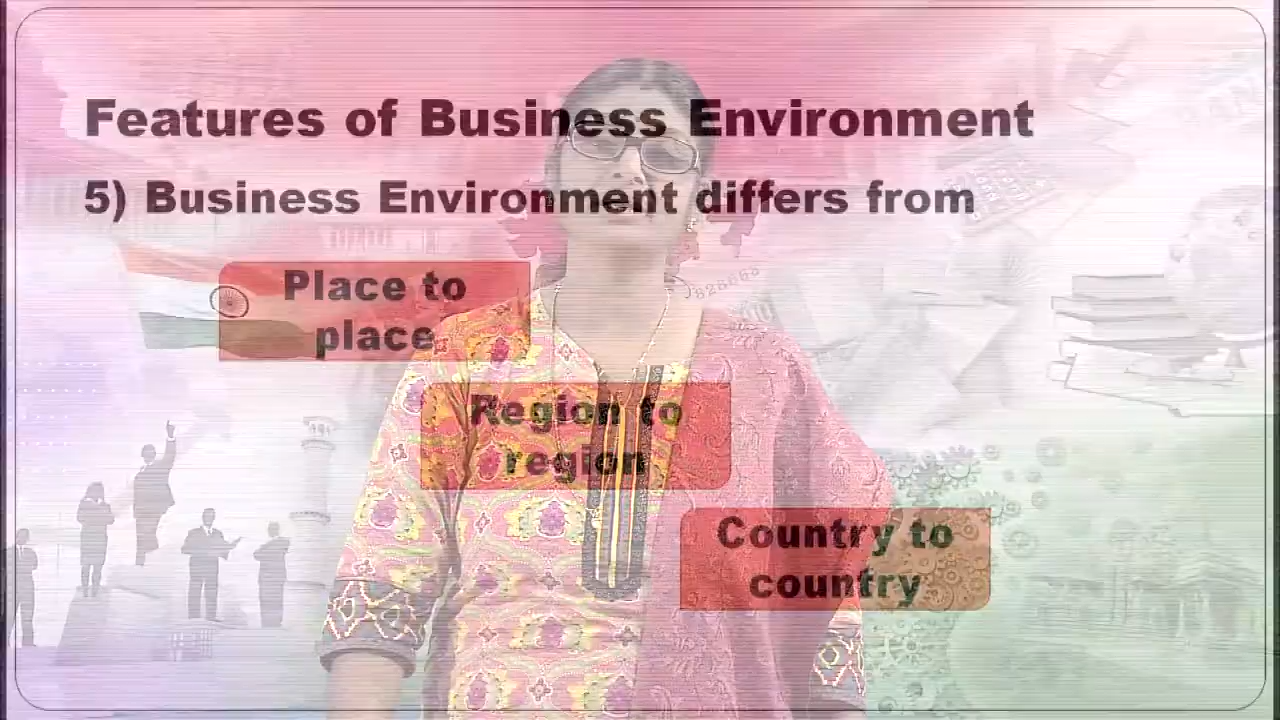 Features of Business Environment
5) Business Environment differs from
Place to
place
Region to
region
Country to
country